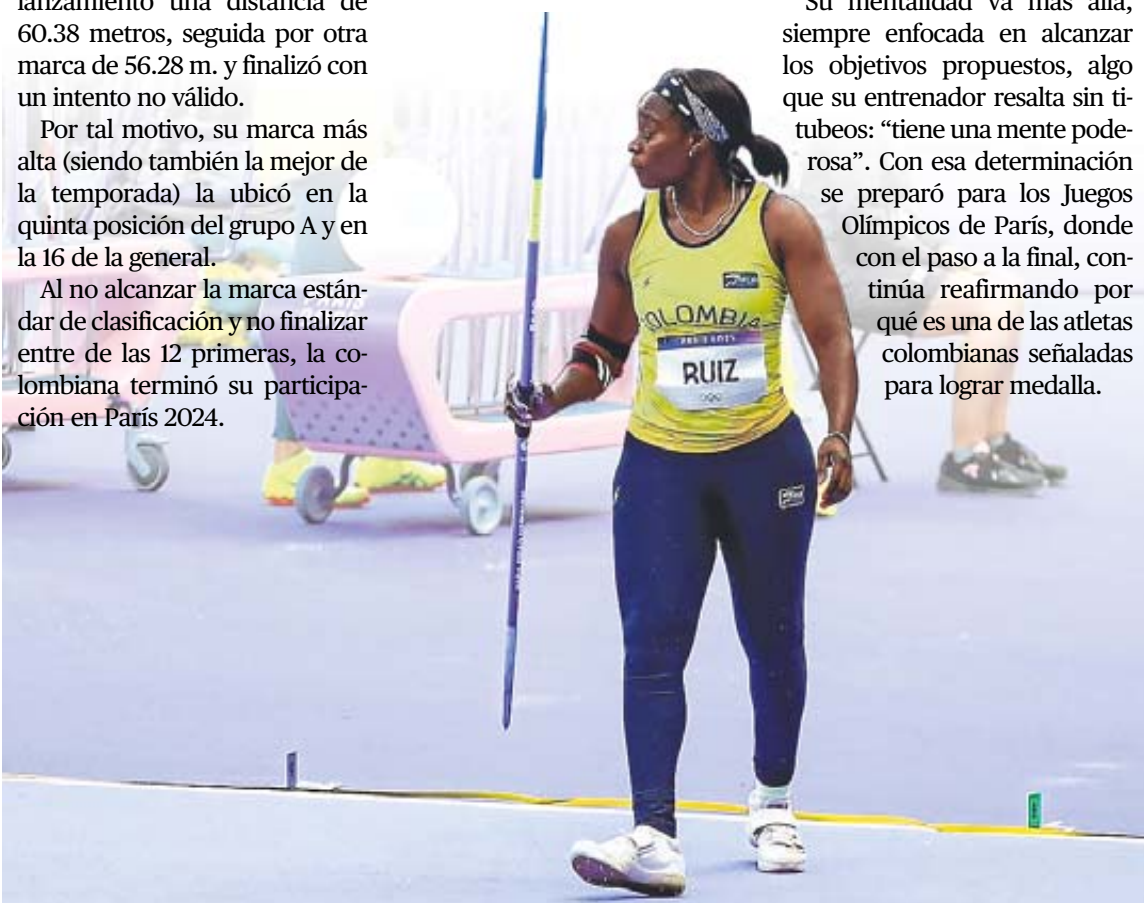 lanzamiento una distancia de
60.38 metros, seguida por otra
marca de 56.28 m. y finalizó con
un intento no válido.
Por tal motivo, su marca más
alta (siendo también la mejor de
la temporada) la ubicó en la
quinta posición del grupo A y en
la 16 de la general.
Al no alcanzar la marca están-
dar de clasificación y no finalizar
entre de las 12 primeras, la co-
lombiana terminó su participa-
ción en París 2024.
Su mentalidad va más allá,
siempre enfocada en alcanzar
los objetivos propuestos, algo
que su entrenador resalta sin ti-
tubeos: “tiene una mente pode-
rosa”. Con esa determinación
se preparó para los Juegos
Olímpicos de París, donde
con el paso a la final, con-
tinúa reafirmando por
qué es una de las atletas
colombianas señaladas
para lograr medalla.
COLOMBIA
RUIZ